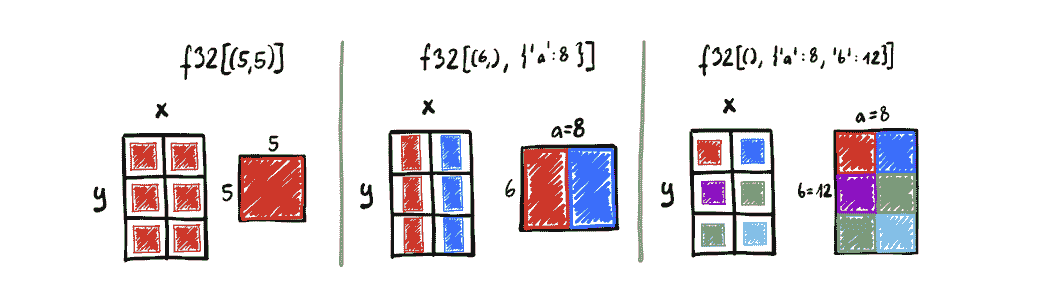 f32[(5,5)]
x
y
5
5
f32[(6,), {'a':8}]
x
y
a=8
6
f32[(), {'a':8, 'b':12}]
x
y
a=8
b=12